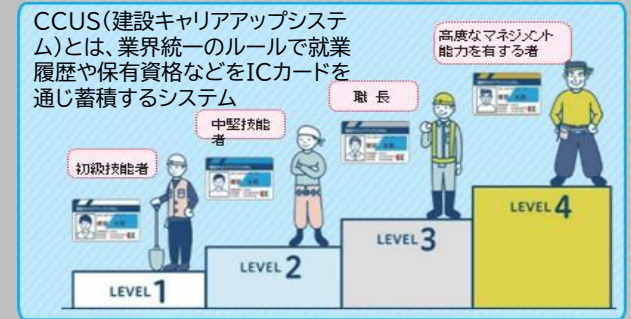 CCUS(建設キャリアアップシステ
ム)とは、業界統一のルールで就業
履歴や保有資格などをICカードを
通じ蓄積するシステム
高度なマネジメント
能力を有する者
職 長
中堅技能
者
初級技能者
LEVEL 4
LEVEL 3
LEVEL 2
LEVEL 1